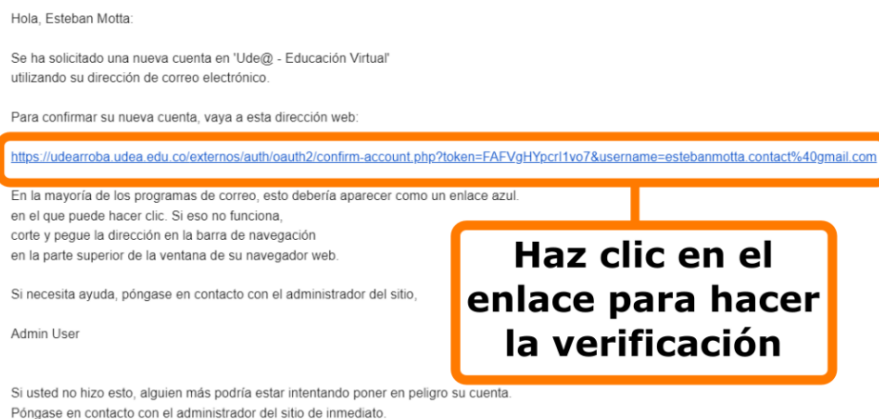 Hola, Esteban Motta:
Se ha solicitado una nueva cuenta en 'Ude@ - Educación Virtual'
utilizando su dirección de correo electrónico.
Para confirmar su nueva cuenta, vaya a esta dirección web:
https://udearroba.udea.edu.co/externos/auth/oauth2/confirm-account.php?token=FAFVgHYpcrI1vo7&username=estebanmotta.contact%40gmail.com
En la mayoría de los programas de correo, esto debería aparecer como un enlace azul.
en el que puede hacer clic. Si eso no funciona,
corte y pegue la dirección en la barra de navegación
en la parte superior de la ventana de su navegador web.
Si necesita ayuda, póngase en contacto con el administrador del sitio,
Admin User
Haz clic en el
enlace para hacer
la verificación
Si usted no hizo esto, alguien más podría estar intentando poner en peligro su cuenta.
Póngase en contacto con el administrador del sitio de inmediato.